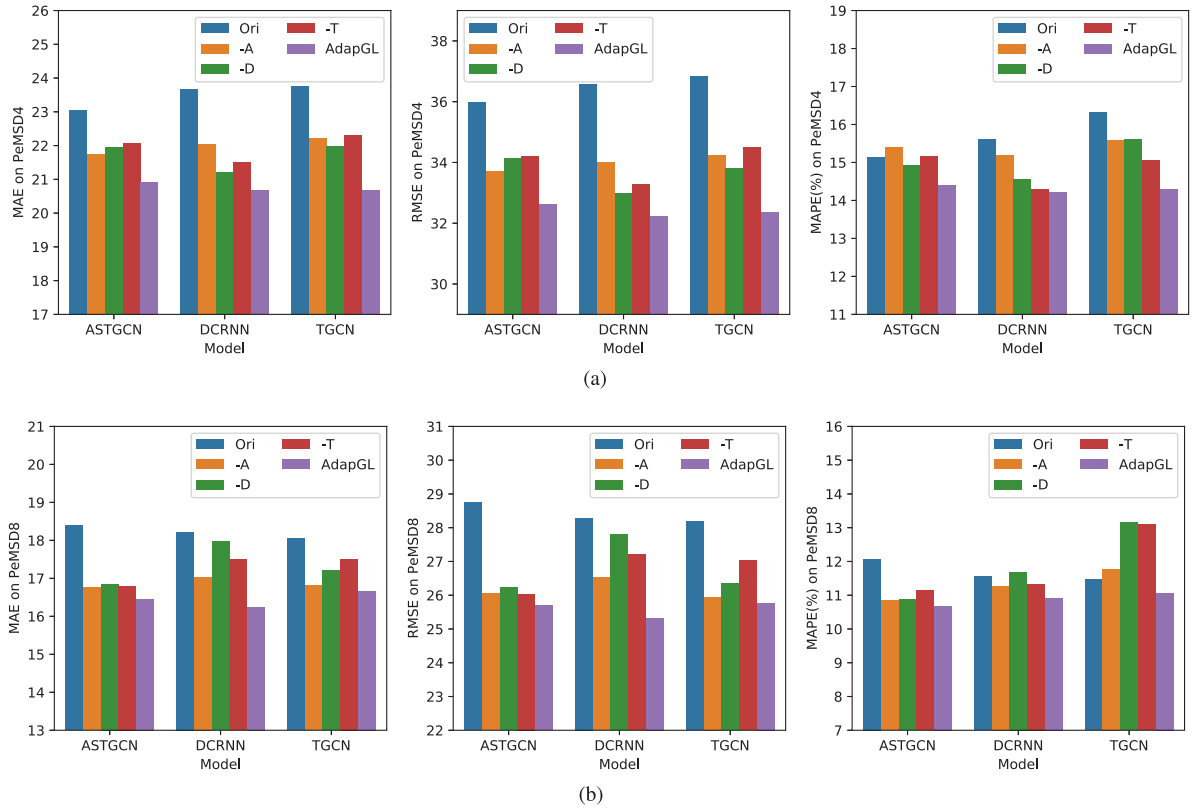 MAE on PeMSD4
26
25
24
23
22
21
20
19
18
17
Ori
-A
-D
-T
AdapGL
ASTGCN DCRNN TGCN
Model
RMSE on PeMSD4
38
36
34
32
30
Ori
-A
-D
-T
AdapGL
ASTGCN DCRNN TGCN
Model
MAPE(%) on PeMSD4
19
18
17
16
15
14
13
12
11
Ori
-A
-D
-T
AdapGL
ASTGCN DCRNN TGCN
Model
(a)
MAE on PeMSD8
21
20
19
18
17
16
15
14
13
Ori
-A
-D
-T
AdapGL
ASTGCN DCRNN TGCN
Model
RMSE on PeMSD8
31
30
29
28
27
26
25
24
23
22
Ori
-A
-D
-T
AdapGL
ASTGCN DCRNN TGCN
Model
MAPE(%) on PeMSD8
16
15
14
13
12
11
10
9
8
7
Ori
-A
-D
-T
AdapGL
ASTGCN DCRNN TGCN
Model
(b)